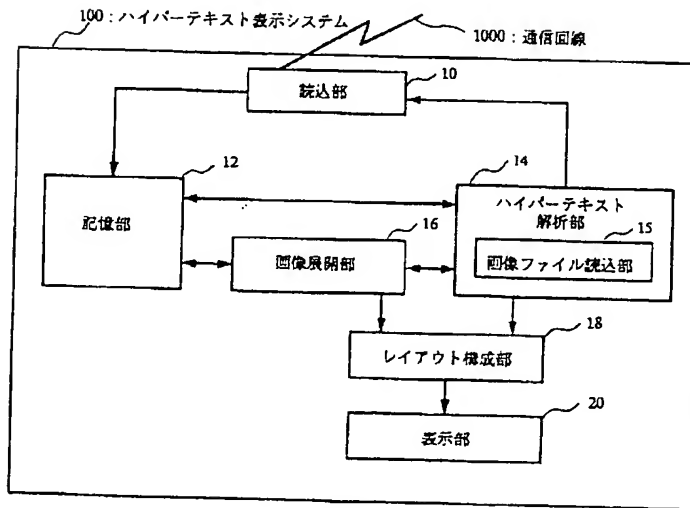 100：ハイパーテキスト表示システム
1000：通信回線
10
読込部
12
記憶部
14
ハイパーテキスト
解析部
15
画像ファイル読込部
16
画像展開部
18
レイアウト構成部
20
表示部